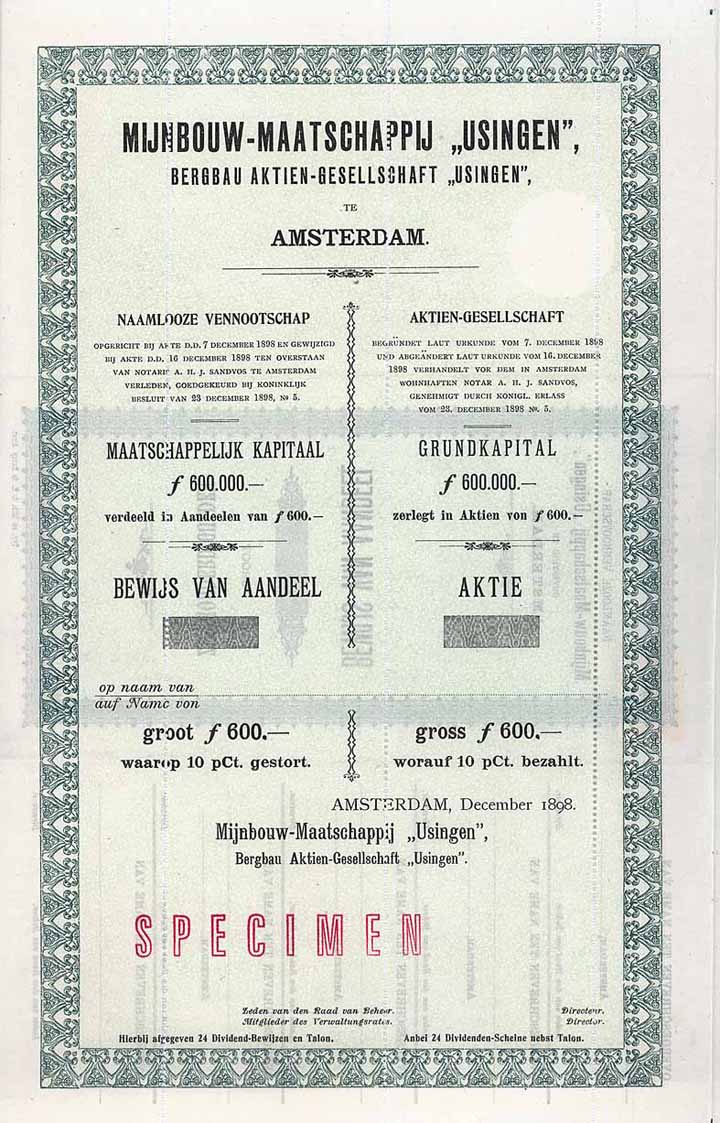 MIJNBOUW-MAATSCHAPPIJ „USINGEN”,
BERGBAU AKTIEN-GESELLSCHAFT „USINGEN”,
TE
AMSTERDAM.
NAAMLOOZE VENNOOTSCHAP
OPGERICHT BIJ AKTE D.D. 7 DECEMBER 1898 EN GEWIJZIGD
BIJ AKTE D.D. 16 DECEMBER 1898 TEN OVERSTAAN
VAN NOTARIS A. H. J. SANDVOS TE AMSTERDAM
VERLEDEN, GOEDGEKEURD BIJ KONINKLIJK
BESLUIT VAN 23 DECEMBER 1898, No 5.
MAATSCHAPPELIJK KAPITAAL
ƒ 600.000.—
verdeeld in Aandeelen van ƒ 600.—
BEWIJS VAN AANDEEL
AKTIEN-GESELLSCHAFT
BEGRÜNDET LAUT URKUNDE VOM 7. DECEMBER 1898
UND ABGEÄNDERT LAUT URKUNDE VOM 16. DECEMBER
1898 VERHANDELT VOR DEM IN AMSTERDAM
WOHNHAFTEN NOTAR A. H. J. SANDVOS,
GENEHMIGT DURCH KÖNIGL. ERLASS
VOM 23. DECEMBER 1898 No. 5.
GRUNDKAPITAL
ƒ 600.000.—
zerlegt in Aktien von ƒ 600.—
AKTIE
op naam van
auf Name von
groot ƒ 600.—
waarop 10 pCt. gestort.
gross ƒ 600.—
worauf 10 pCt. bezahlt.
AMSTERDAM, December 1898.
Mijnbouw-Maatschappij „Usingen”,
Bergbau Aktien-Gesellschaft „Usingen”.
SPECIMEN
Leden van den Raad van Beheer.
Mitglieder des Verwaltungsrates.
Directeur.
Director.
Hierbij afgegeven 24 Dividend-Bewijzen en Talon.
Anbei 24 Dividenden-Scheine nebst Talon.